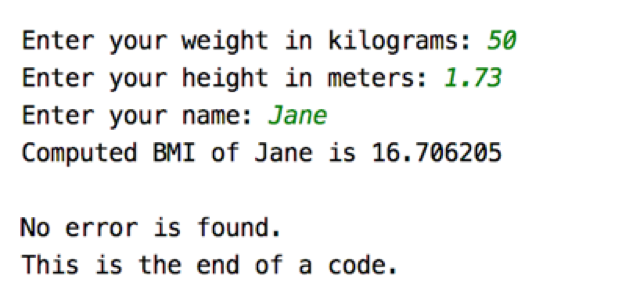 Enter your weight in kilograms: 50
Enter your height in meters: 1.73
Enter your name: Jane
Computed BMI of Jane is 16.706205
No error is found.
This is the end of a code.